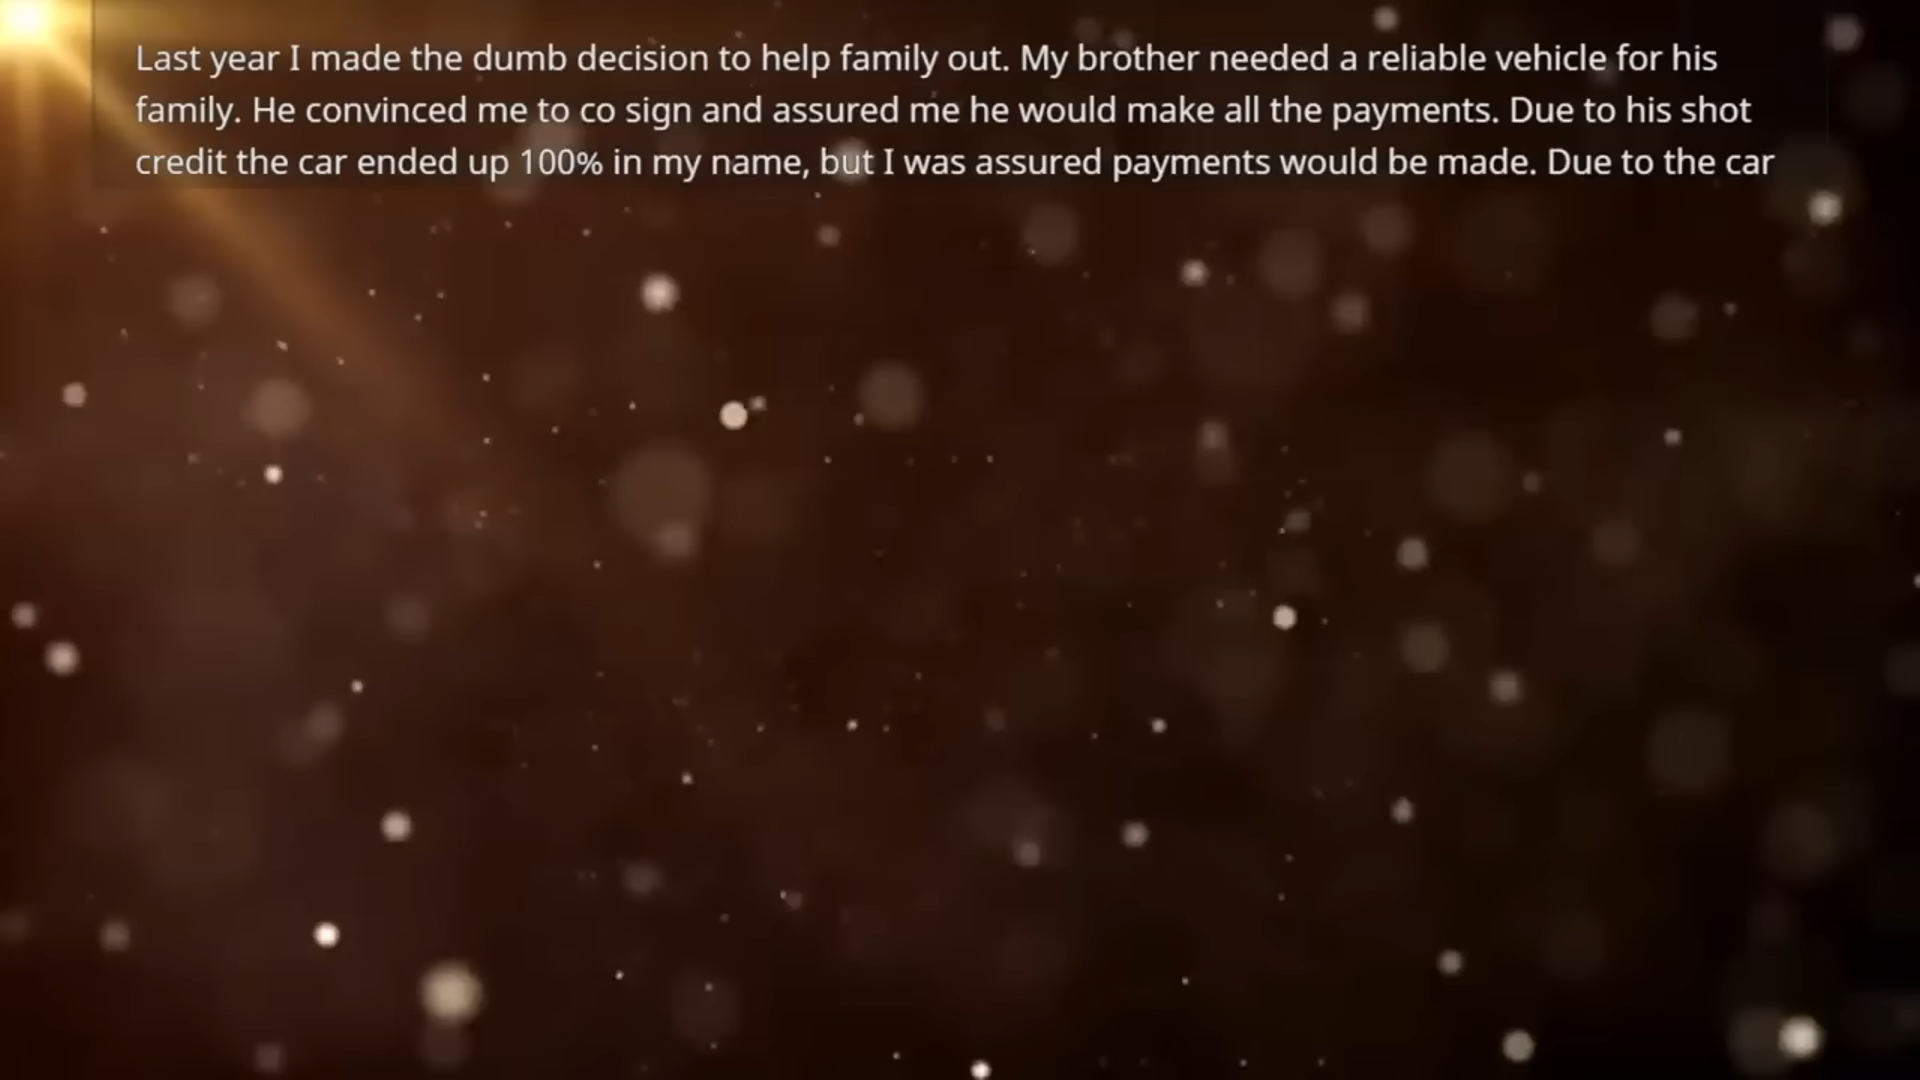 Last year I made the dumb decision to help family out. My brother needed a reliable vehicle for his
family. He convinced me to co sign and assured me he would make all the payments. Due to his shot
credit the car ended up 100% in my name, but I was assured payments would be made. Due to the car